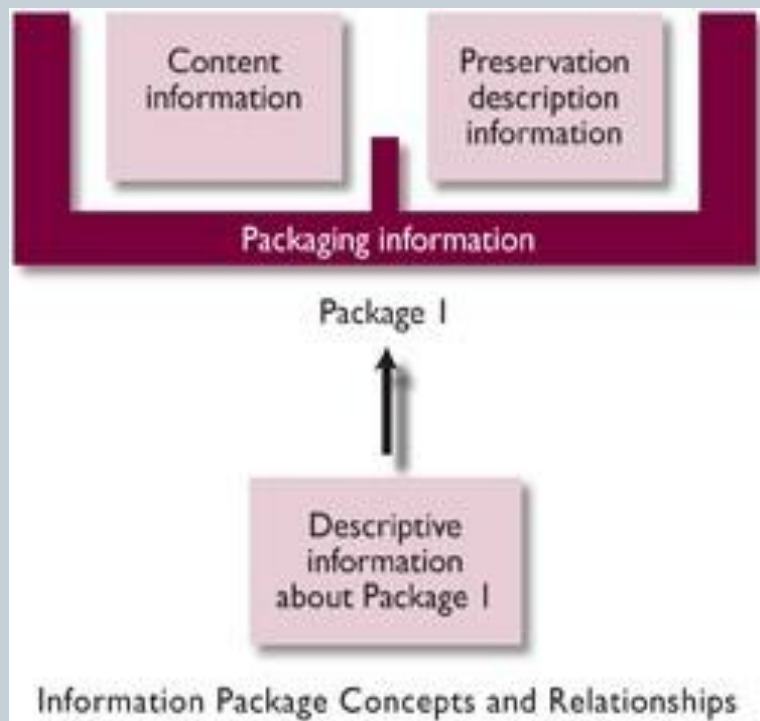 Content
information
Preservation
description
information
Packaging information
Package 1
Descriptive
information
about Package 1
Information Package Concepts and Relationships